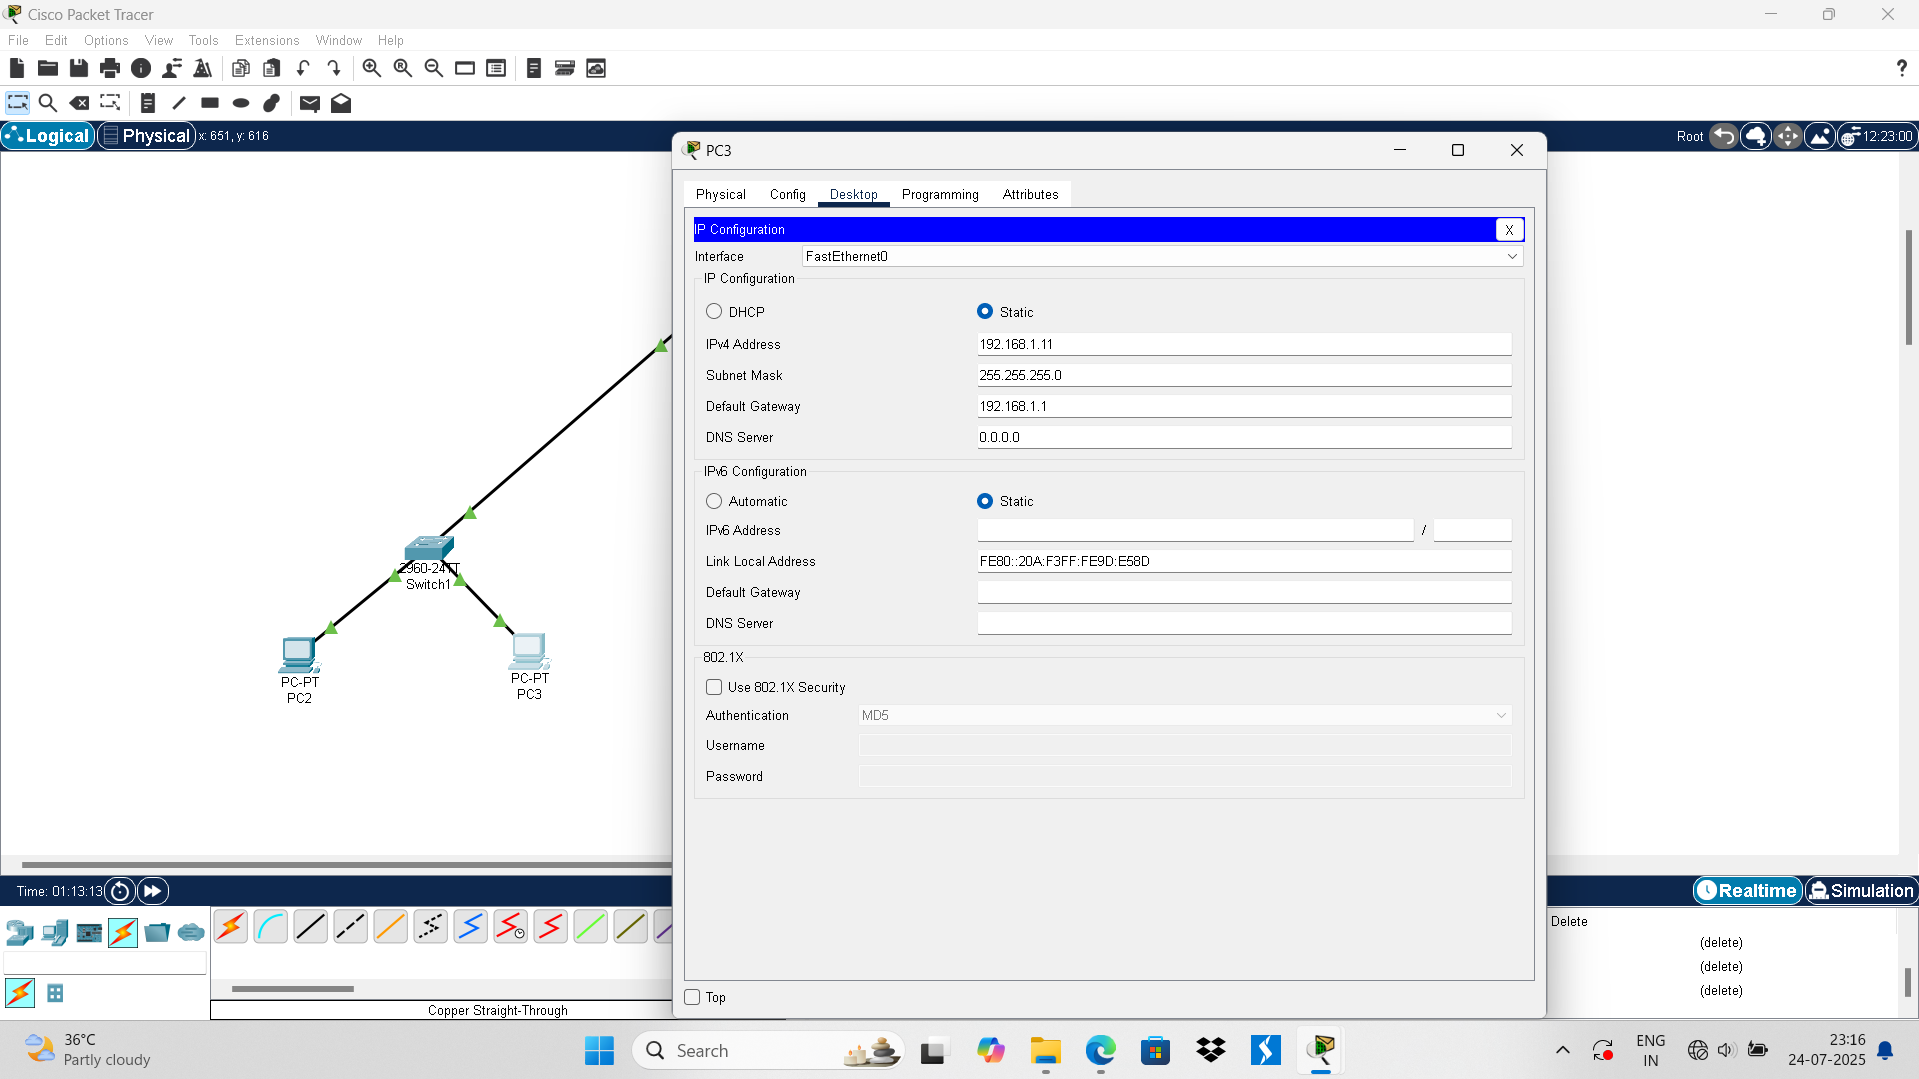 Cisco Packet Tracer
File Edit Options View Tools Extensions Window Help
?
Logical Physical x: 651, y: 616
Root 12:23:00
PC3
Physical Config Desktop Programming Attributes
IP Configuration X
Interface FastEthernet0
IP Configuration
DHCP Static
IPv4 Address 192.168.1.11
Subnet Mask 255.255.255.0
Default Gateway 192.168.1.1
DNS Server 0.0.0.0
IPv6 Configuration
Automatic Static
IPv6 Address /
Link Local Address FE80::20A:F3FF:FE9D:E58D
Default Gateway
DNS Server
802.1X
Use 802.1X Security
Authentication MD5
Username
Password
Top
2960-24TT
Switch1
PC-PT
PC2
PC-PT
PC3
Time: 01:13:13
Realtime Simulation
Copper Straight-Through
Delete
(delete)
(delete)
(delete)
36°C
Partly cloudy
Search
ENG
IN
23:16
24-07-2025